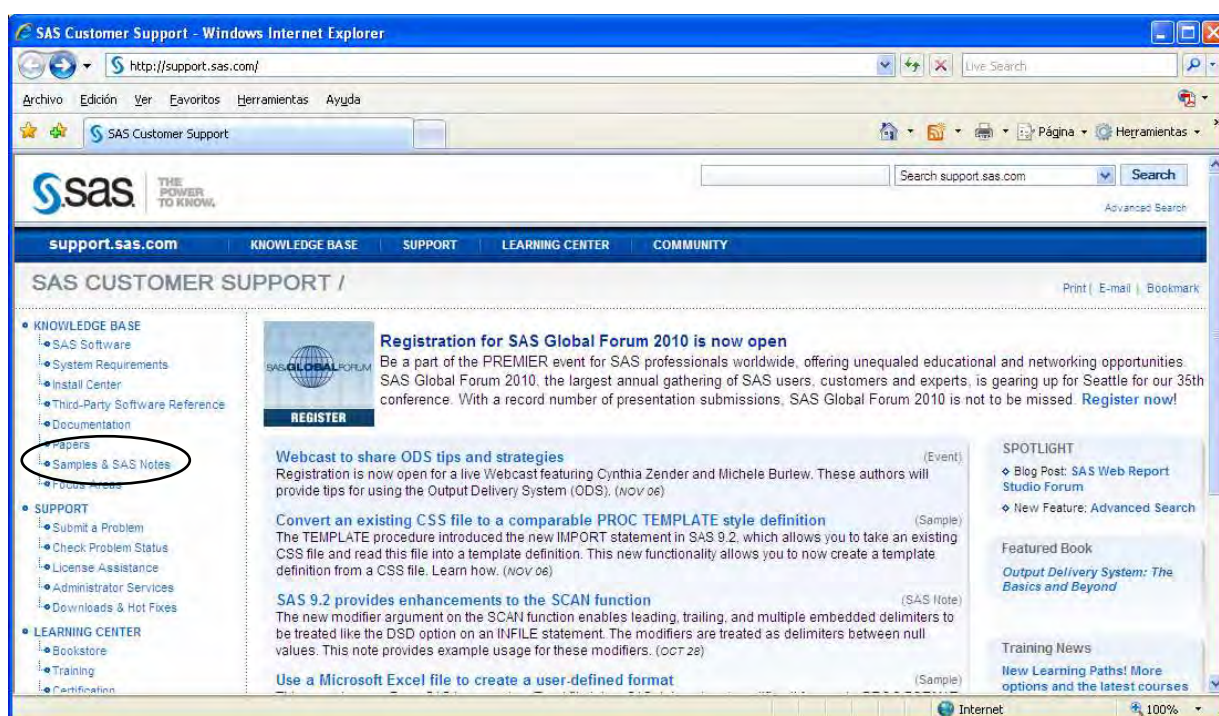 SAS Customer Support - Windows Internet Explorer
http://support.sas.com/
Live Search
Archivo Edición Ver Favoritos Herramientas Ayuda
SAS Customer Support
Página
Herramientas
sas THE POWER TO KNOW.
Search support.sas.com
Search
Advanced Search
support.sas.com KNOWLEDGE BASE SUPPORT LEARNING CENTER COMMUNITY
SAS CUSTOMER SUPPORT /
Print | E-mail | Bookmark
KNOWLEDGE BASE
SAS Software
System Requirements
Install Center
Third-Party Software Reference
Documentation
Papers
Samples & SAS Notes
Focus Areas
SUPPORT
Submit a Problem
Check Problem Status
License Assistance
Administrator Services
Downloads & Hot Fixes
LEARNING CENTER
Bookstore
Training
Certification
SAS GLOBAL FORUM
REGISTER
Registration for SAS Global Forum 2010 is now open
Be a part of the PREMIER event for SAS professionals worldwide, offering unequaled educational and networking opportunities.
SAS Global Forum 2010, the largest annual gathering of SAS users, customers and experts, is gearing up for Seattle for our 35th
conference. With a record number of presentation submissions, SAS Global Forum 2010 is not to be missed. Register now!
Webcast to share ODS tips and strategies (Event)
Registration is now open for a live Webcast featuring Cynthia Zender and Michele Burlew. These authors will
provide tips for using the Output Delivery System (ODS). (NOV 06)
Convert an existing CSS file to a comparable PROC TEMPLATE style definition (Sample)
The TEMPLATE procedure introduced the new IMPORT statement in SAS 9.2, which allows you to take an existing
CSS file and read this file into a template definition. This new functionality allows you to now create a template
definition from a CSS file. Learn how. (NOV 06)
SAS 9.2 provides enhancements to the SCAN function (SAS Note)
The new modifier argument on the SCAN function enables leading, trailing, and multiple embedded delimiters to
be treated like the DSD option on an INFILE statement. The modifiers are treated as delimiters between null
values. This note provides example usage for these modifiers. (OCT 28)
Use a Microsoft Excel file to create a user-defined format (Sample)
SPOTLIGHT
Blog Post: SAS Web Report
Studio Forum
New Feature: Advanced Search
Featured Book
Output Delivery System: The
Basics and Beyond
Training News
New Learning Paths! More
options and the latest courses
Internet
100%